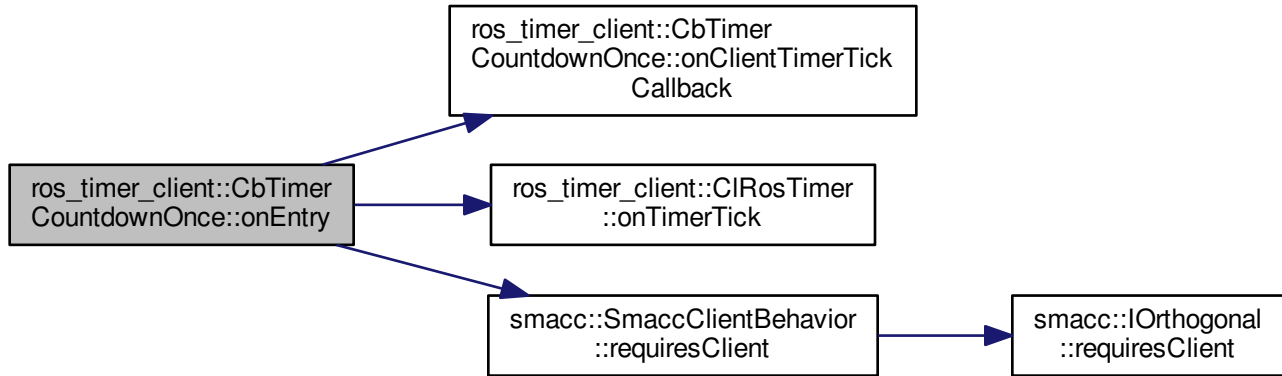 ros_timer_client::CbTimer
CountdownOnce::onEntry
ros_timer_client::CbTimer
CountdownOnce::onClientTimerTick
Callback
ros_timer_client::ClRosTimer
::onTimerTick
smacc::SmaccClientBehavior
::requiresClient
smacc::IOrthogonal
::requiresClient